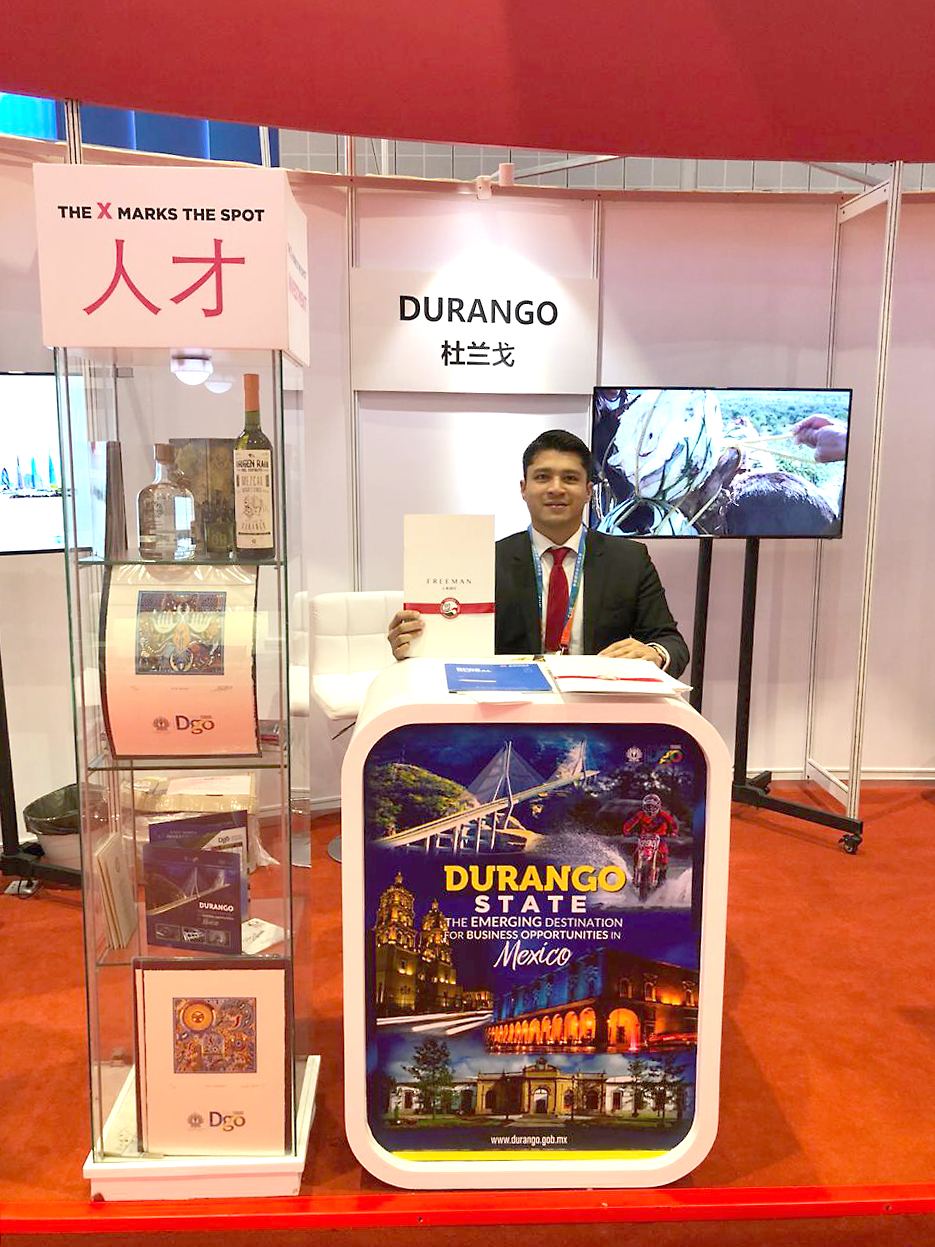 THE X MARKS THE SPOT
人才
DURANGO
杜兰戈
MEZCAL
FREEMAN
Dgo
DURANGO
Dgo
DURANGO
STATE
THE EMERGING DESTINATION
FOR BUSINESS OPPORTUNITIES IN
Mexico
www.durango.gob.mx